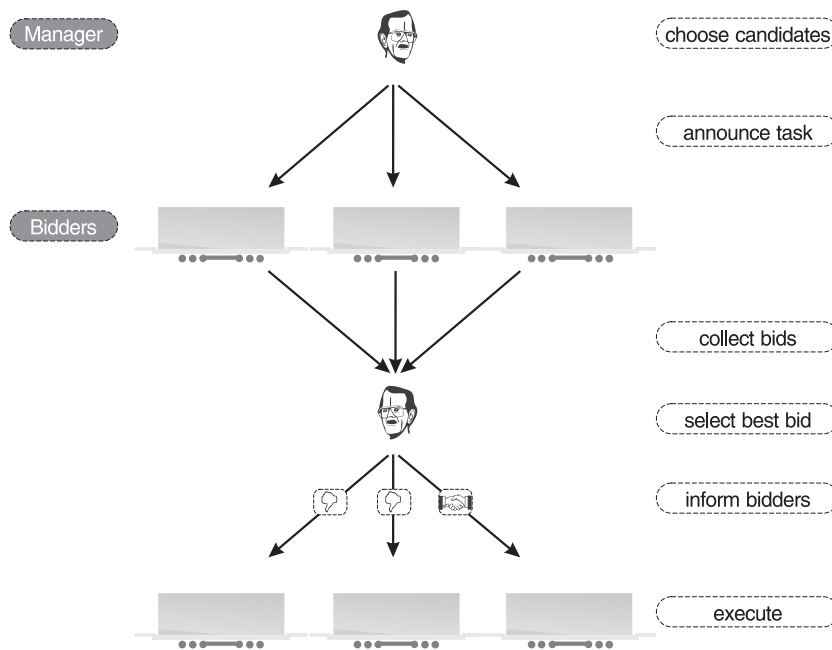 Manager
choose candidates
announce task
Bidders
collect bids
select best bid
inform bidders
execute